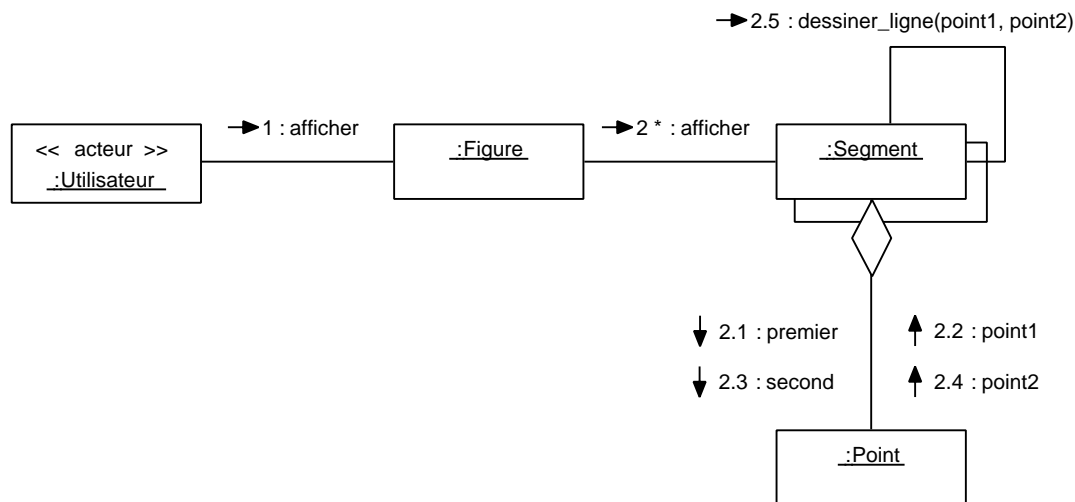 2.5 : dessiner_ligne(point1, point2)
1 : afficher
2 * : afficher
<< acteur >>
:Utilisateur
:Figure
:Segment
2.1 : premier
2.2 : point1
2.3 : second
2.4 : point2
:Point